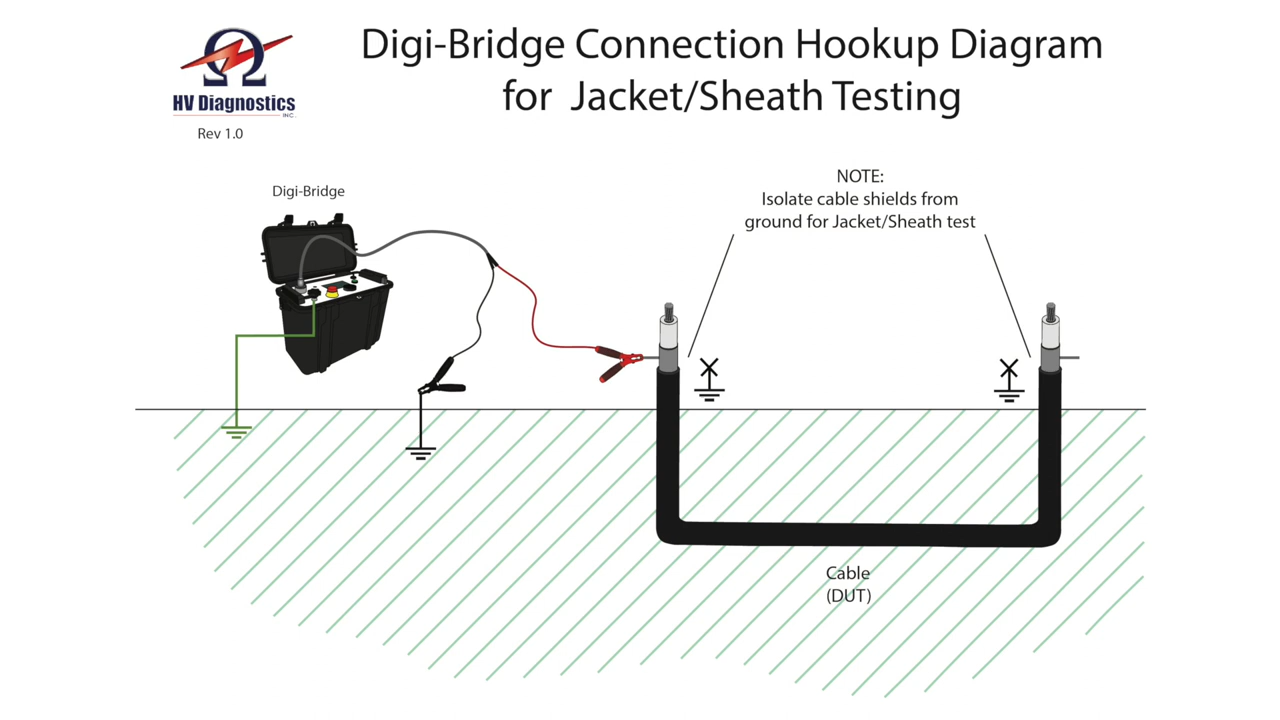 HV Diagnostics
INC.
Rev 1.0
Digi-Bridge Connection Hookup Diagram
for Jacket/Sheath Testing
Digi-Bridge
NOTE:
Isolate cable shields from
ground for Jacket/Sheath test
Cable
(DUT)